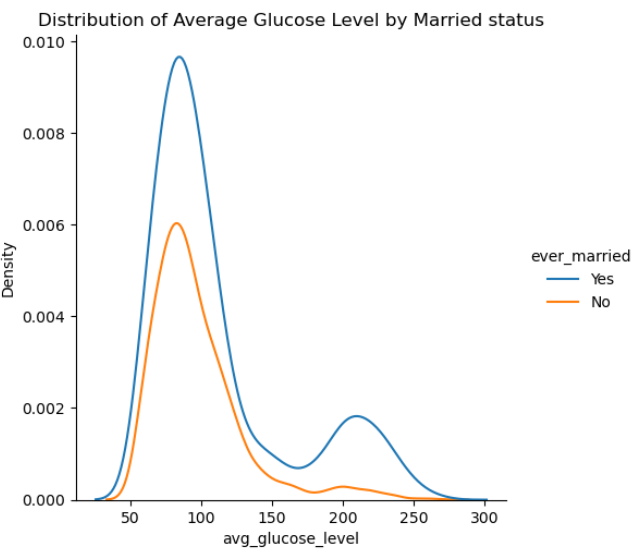 Distribution of Average Glucose Level by Married status
0.010
0.008
0.006
0.004
0.002
0.000
Density
50
100
150
200
250
300
avg_glucose_level
ever_married
Yes
No